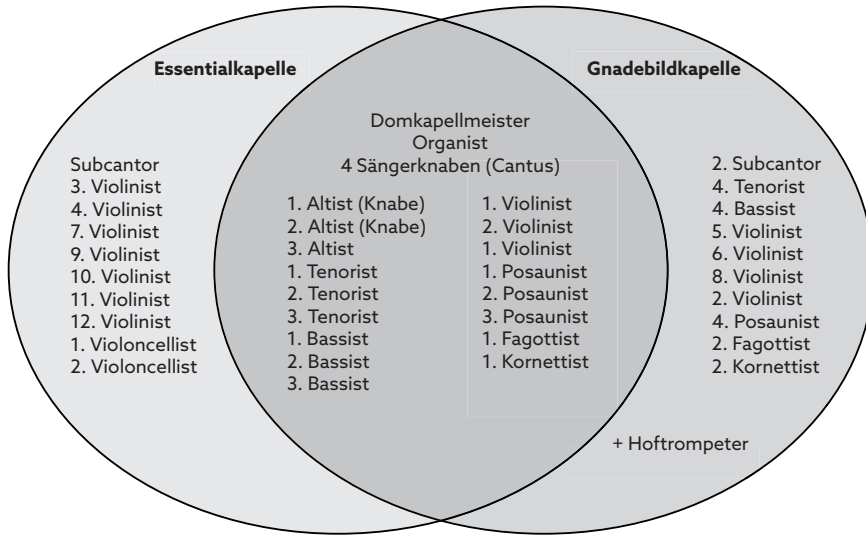 Essentialkapelle
Gnadebildkapelle
Domkapellmeister
Organist
4 Sängerknaben (Cantus)
Subcantor
3. Violinist
4. Violinist
7. Violinist
9. Violinist
10. Violinist
11. Violinist
12. Violinist
1. Violoncellist
2. Violoncellist
1. Altist (Knabe)
2. Altist (Knabe)
3. Altist
1. Tenorist
2. Tenorist
3. Tenorist
1. Bassist
2. Bassist
3. Bassist
1. Violinist
2. Violinist
1. Violinist
1. Posaunist
2. Posaunist
3. Posaunist
1. Fagottist
1. Kornettist
2. Subcantor
4. Tenorist
4. Bassist
5. Violinist
6. Violinist
8. Violinist
2. Violinist
4. Posaunist
2. Fagottist
2. Kornettist
+ Hoftrompeter